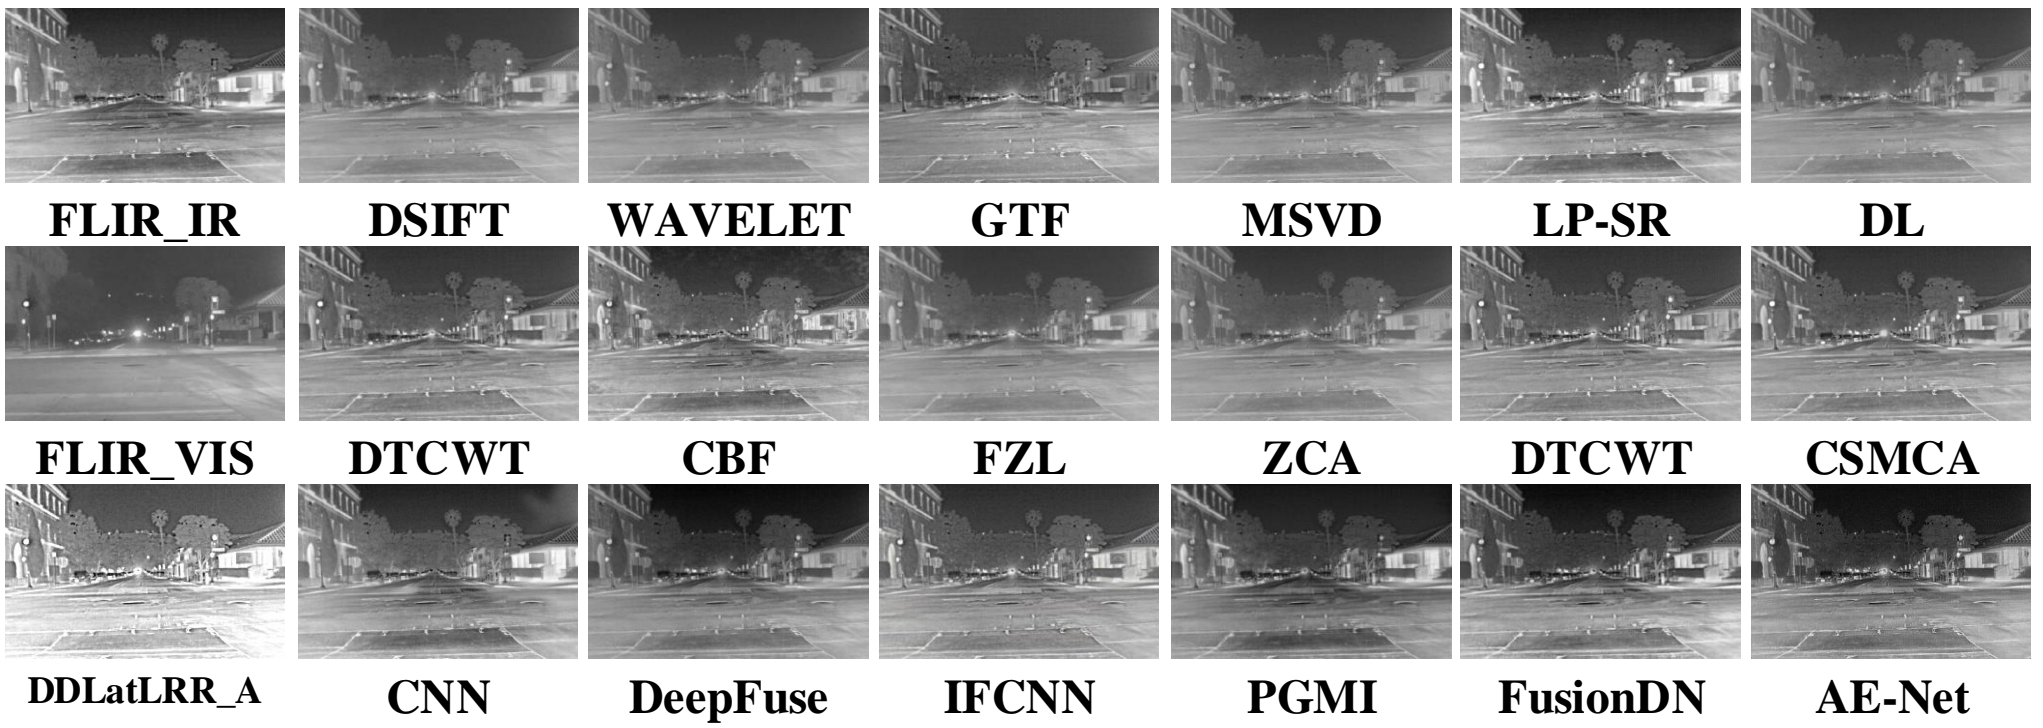 FLIR_IR DSIFT WAVELET GTF MSVD LP-SR DL
FLIR_VIS DTCWT CBF FZL ZCA DTCWT CSMCA
DDLatLRR_A CNN DeepFuse IFCNN PGMI FusionDN AE-Net